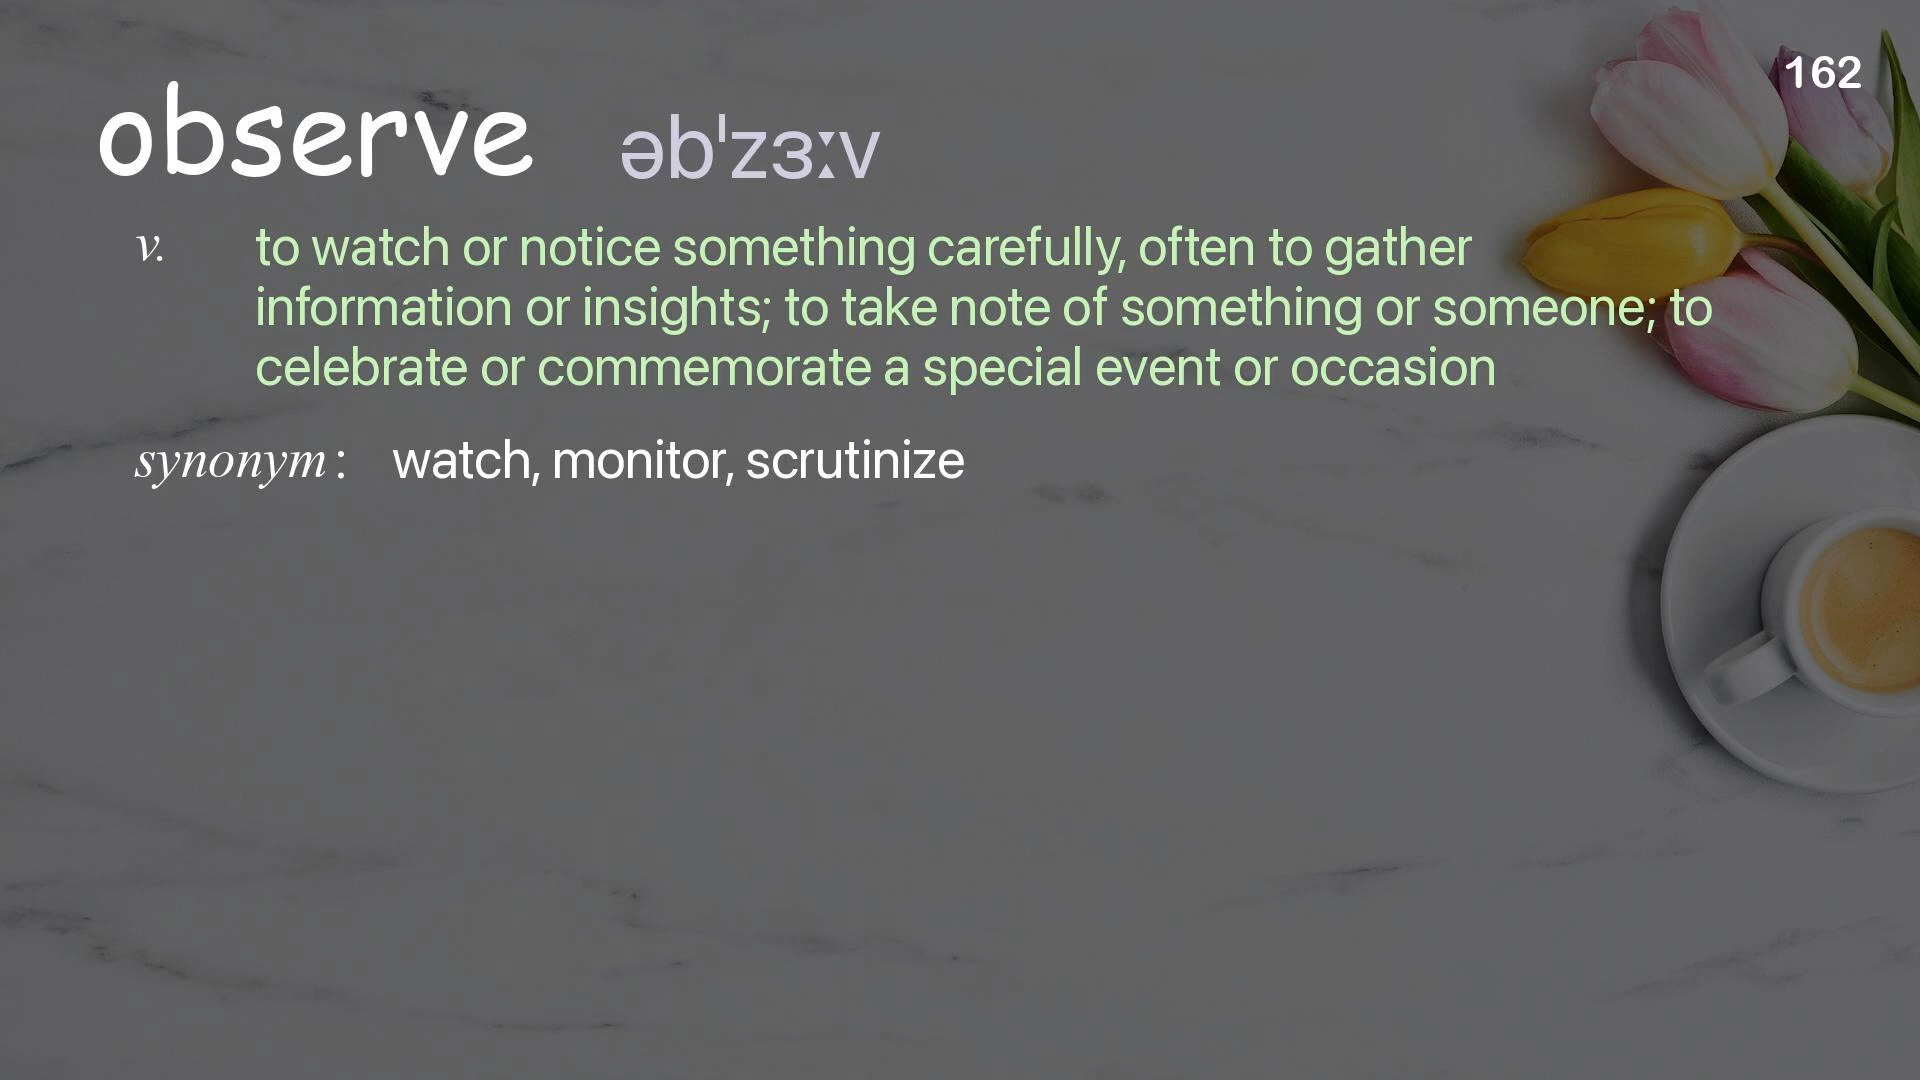 162
observe əbˈzɜːv
v. to watch or notice something carefully, often to gather
information or insights; to take note of something or someone; to
celebrate or commemorate a special event or occasion
synonym : watch, monitor, scrutinize